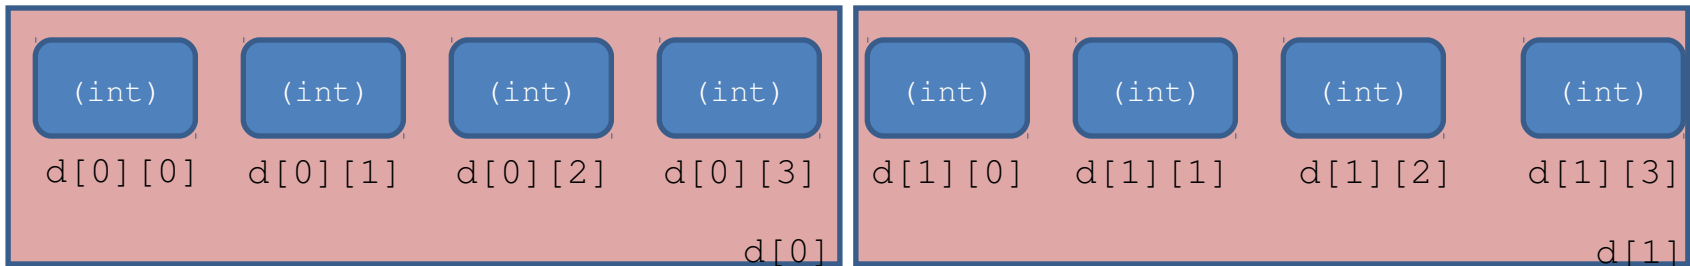 (int) (int) (int) (int) (int) (int) (int) (int)
d[0][0] d[0][1] d[0][2] d[0][3] d[1][0] d[1][1] d[1][2] d[1][3]
d[0] d[1]